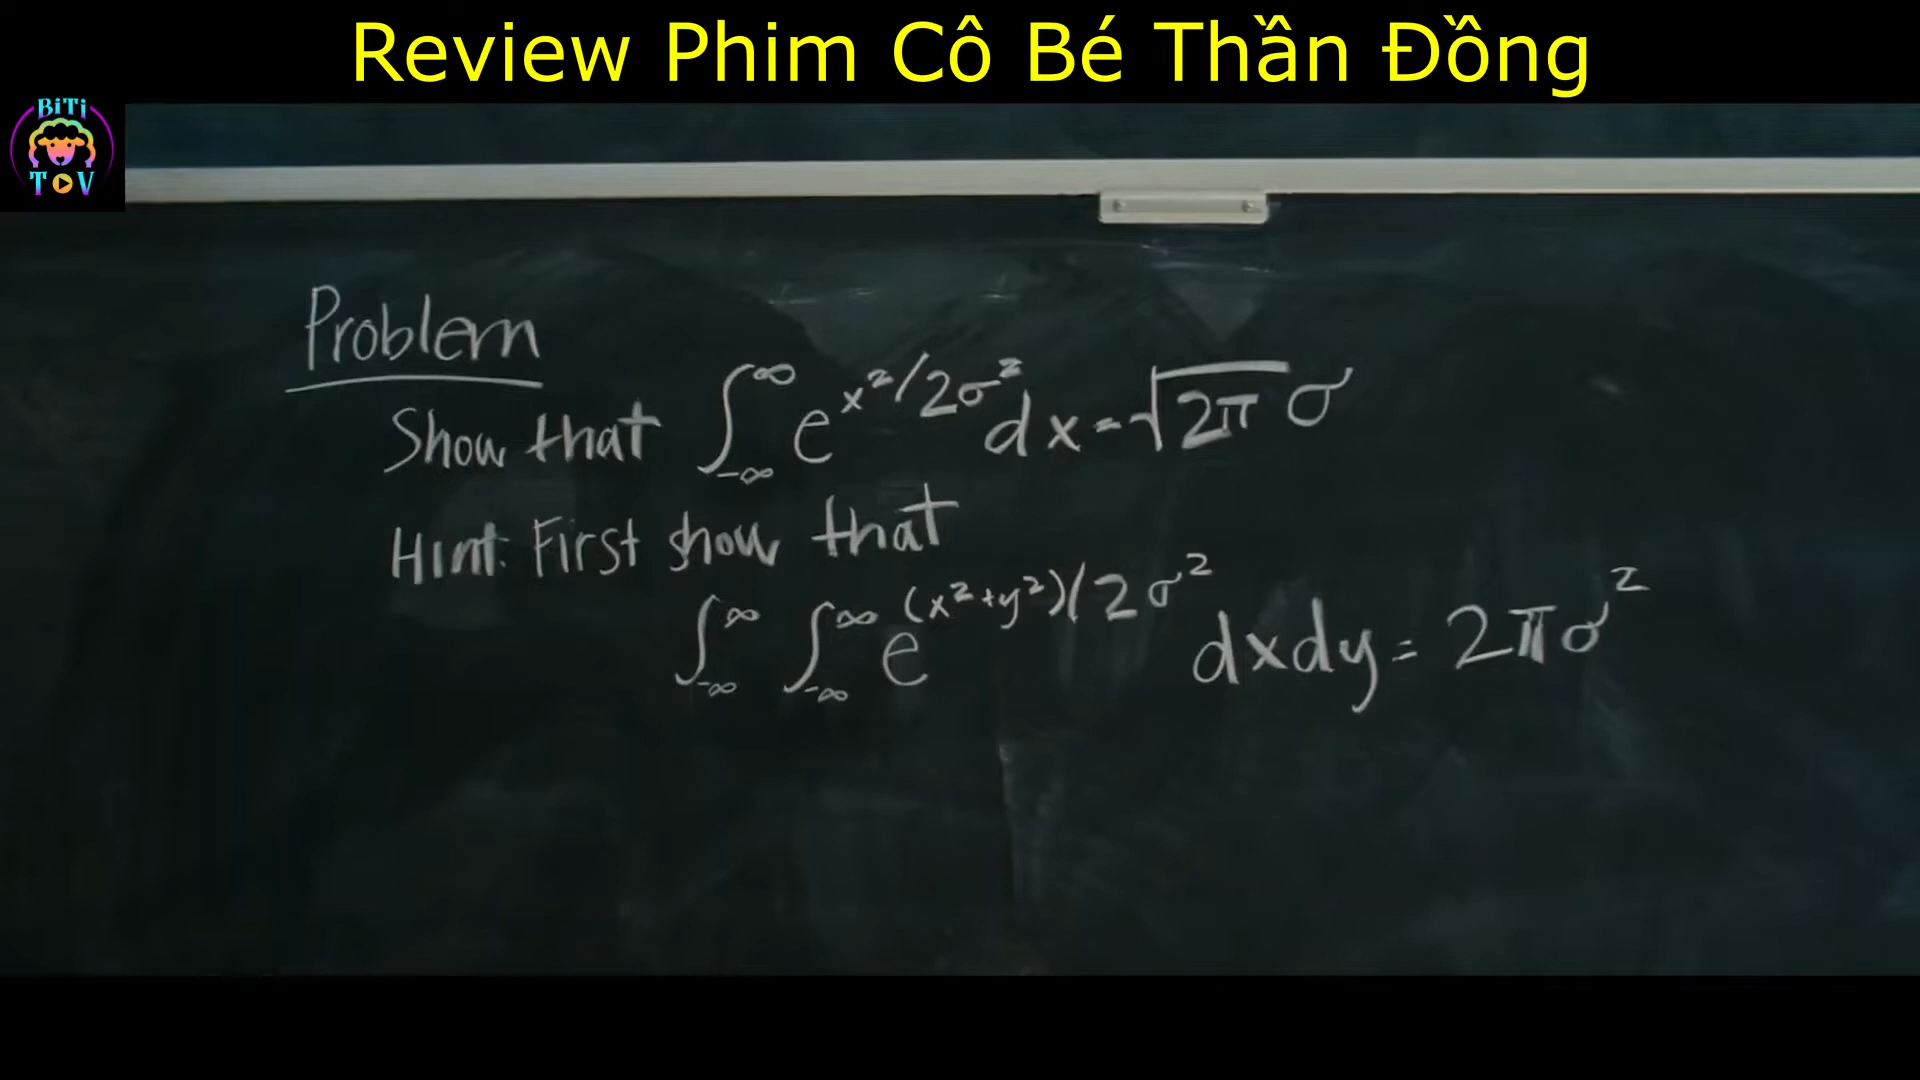 Review Phim Cô Bé Thần Đồng
BiTi
TV
Problem
Show that ∫_{-∞}^{∞} e^{x²/2σ²} dx = √2π σ
Hint: First show that
∫_{-∞}^{∞} ∫_{-∞}^{∞} e^{(x²+y²)/2σ²} dxdy = 2πσ²